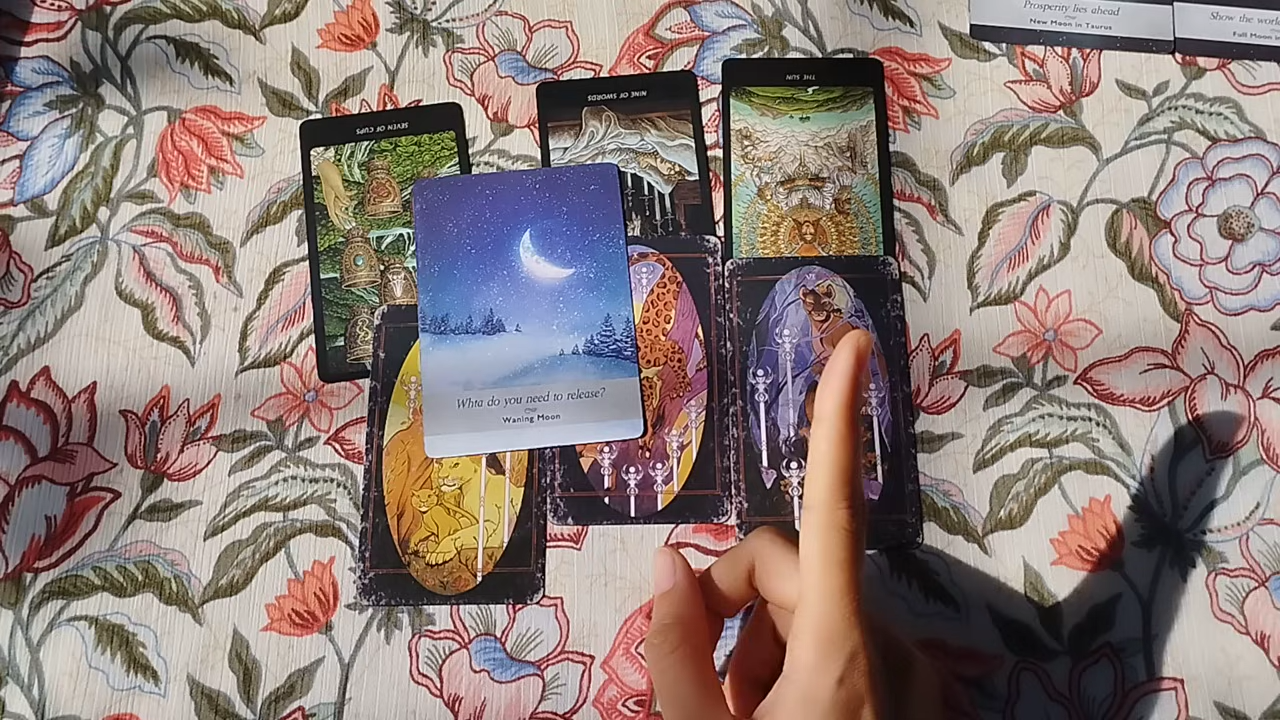 Prosperity lies ahead
New Moon in Taurus
Show the worl
Full Moon i
THE SUN
NINE OF SWORDS
SEVEN OF CUPS
Whta do you need to release?
Waning Moon